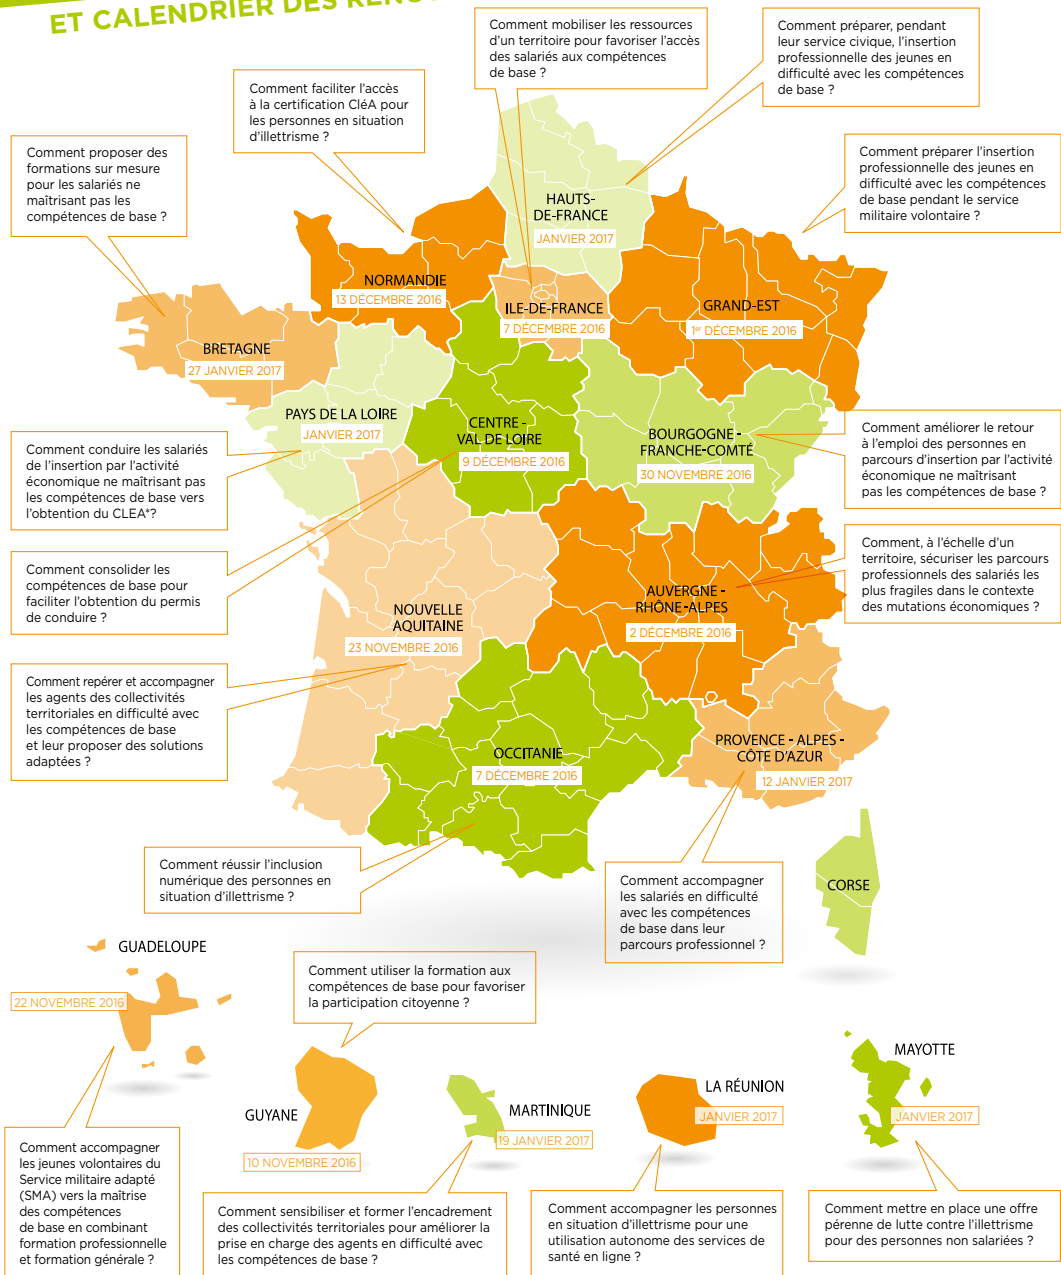 ET CALENDRIER DES
Comment mobiliser les ressources
d'un territoire pour favoriser l'accès
des salariés aux compétences
de base ?
Comment préparer, pendant
leur service civique, l'insertion
professionnelle des jeunes en
difficulté avec les compétences
de base ?
Comment faciliter l'accès
à la certification CléA pour
les personnes en situation
d'illettrisme ?
Comment proposer des
formations sur mesure
pour les salariés ne
maîtrisant pas les
compétences de base ?
Comment préparer l'insertion
professionnelle des jeunes en
difficulté avec les compétences
de base pendant le service
militaire volontaire ?
HAUTS-
DE-FRANCE
JANVIER 2017
NORMANDIE
13 DÉCEMBRE 2016
ILE-DE-FRANCE
7 DÉCEMBRE 2016
GRAND-EST
1er DÉCEMBRE 2016
BRETAGNE
27 JANVIER 2017
PAYS DE LA LOIRE
JANVIER 2017
CENTRE -
VAL DE LOIRE
9 DÉCEMBRE 2016
BOURGOGNE -
FRANCHE-COMTÉ
30 NOVEMBRE 2016
Comment conduire les salariés
de l'insertion par l'activité
économique ne maîtrisant pas
les compétences de base vers
l'obtention du CLEA*?
Comment améliorer le retour
à l'emploi des personnes en
parcours d'insertion par l'activité
économique ne maîtrisant
pas les compétences de base ?
Comment consolider les
compétences de base pour
faciliter l'obtention du permis
de conduire ?
Comment, à l'échelle d'un
territoire, sécuriser les parcours
professionnels des salariés les
plus fragiles dans le contexte
des mutations économiques ?
NOUVELLE
AQUITAINE
23 NOVEMBRE 2016
AUVERGNE -
RHÔNE-ALPES
2 DÉCEMBRE 2016
Comment repérer et accompagner
les agents des collectivités
territoriales en difficulté avec
les compétences de base
et leur proposer des solutions
adaptées ?
OCCITANIE
7 DÉCEMBRE 2016
PROVENCE - ALPES -
CÔTE D'AZUR
12 JANVIER 2017
Comment réussir l'inclusion
numérique des personnes en
situation d'illettrisme ?
Comment accompagner
les salariés en difficulté
avec les compétences
de base dans leur
parcours professionnel ?
CORSE
GUADELOUPE
22 NOVEMBRE 2016
Comment utiliser la formation aux
compétences de base pour favoriser
la participation citoyenne ?
GUYANE
10 NOVEMBRE 2016
MARTINIQUE
19 JANVIER 2017
LA RÉUNION
JANVIER 2017
MAYOTTE
JANVIER 2017
Comment accompagner
les jeunes volontaires du
Service militaire adapté
(SMA) vers la maîtrise
des compétences
de base en combinant
formation professionnelle
et formation générale ?
Comment sensibiliser et former l'encadrement
des collectivités territoriales pour améliorer la
prise en charge des agents en difficulté avec
les compétences de base ?
Comment accompagner les personnes
en situation d'illettrisme pour une
utilisation autonome des services de
santé en ligne ?
Comment mettre en place une offre
pérenne de lutte contre l'illettrisme
pour des personnes non salariées ?